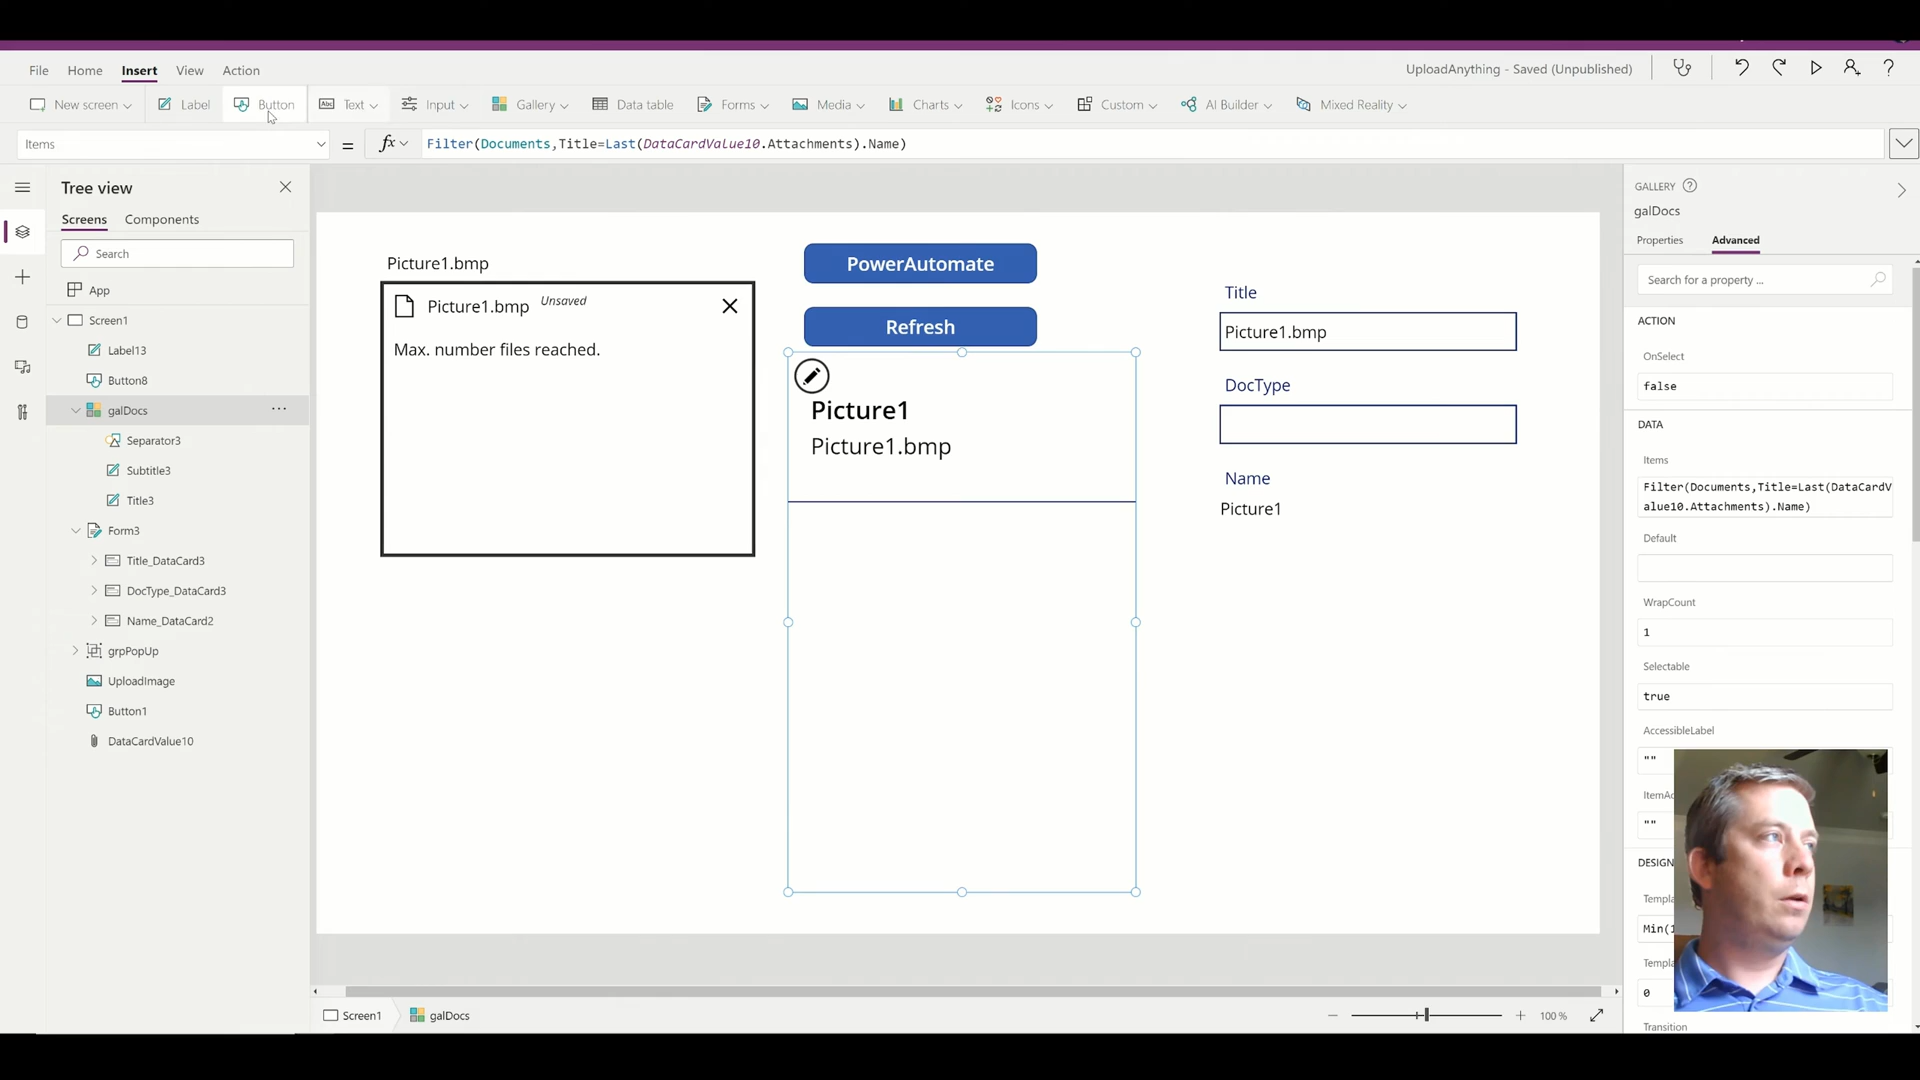 File Home Insert View Action UploadAnything - Saved (Unpublished) ?
New screen Label Button Abc Text Input Gallery Data table Forms Media Charts Icons Custom AI Builder Mixed Reality
Items = fx Filter(Documents,Title=Last(DataCardValue10.Attachments).Name)
Tree view
Screens Components
Search
App
Screen1
Label13
Button8
galDocs ...
Separator3
Subtitle3
Title3
Form3
Title_DataCard3
DocType_DataCard3
Name_DataCard2
grpPopUp
UploadImage
Button1
DataCardValue10
Picture1.bmp
Picture1.bmp Unsaved
Max. number files reached.
PowerAutomate
Refresh
Picture1
Picture1.bmp
Title
Picture1.bmp
DocType
Name
Picture1
Screen1 galDocs
100 %
GALLERY ?
galDocs
Properties Advanced
Search for a property ...
ACTION
OnSelect
false
DATA
Items
Filter(Documents,Title=Last(DataCardV
alue10.Attachments).Name)
Default
WrapCount
1
Selectable
true
AccessibleLabel
""
""
0
Transition